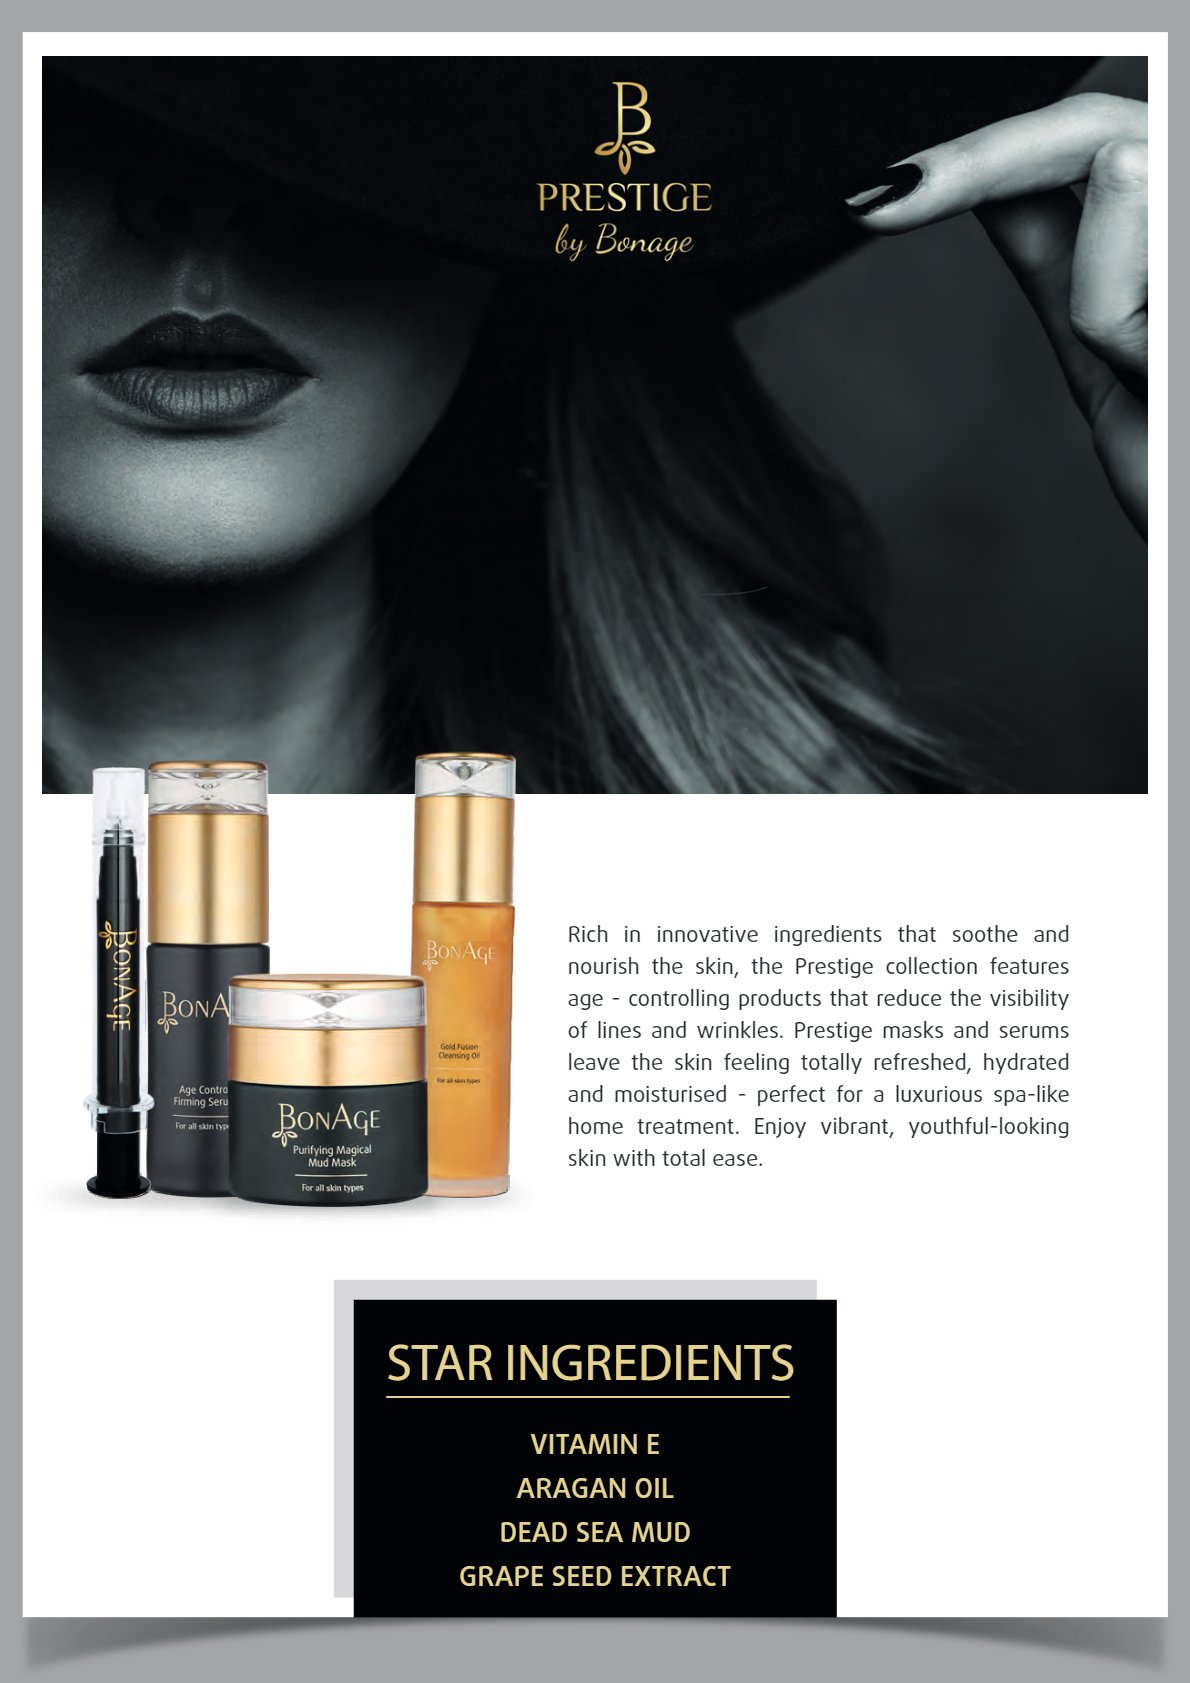 B
PRESTIGE
by Bonage
BONAGE
BONA
Age Contro
Firming Seru
For all skin typ
BONAGE
Purifying Magical
Mud Mask
For all skin types
BONAGE
Gold Fusion
Cleansing Oil
For all skin types
Rich in innovative ingredients that soothe and
nourish the skin, the Prestige collection features
age - controlling products that reduce the visibility
of lines and wrinkles. Prestige masks and serums
leave the skin feeling totally refreshed, hydrated
and moisturised - perfect for a luxurious spa-like
home treatment. Enjoy vibrant, youthful-looking
skin with total ease.
STAR INGREDIENTS
VITAMIN E
ARAGAN OIL
DEAD SEA MUD
GRAPE SEED EXTRACT